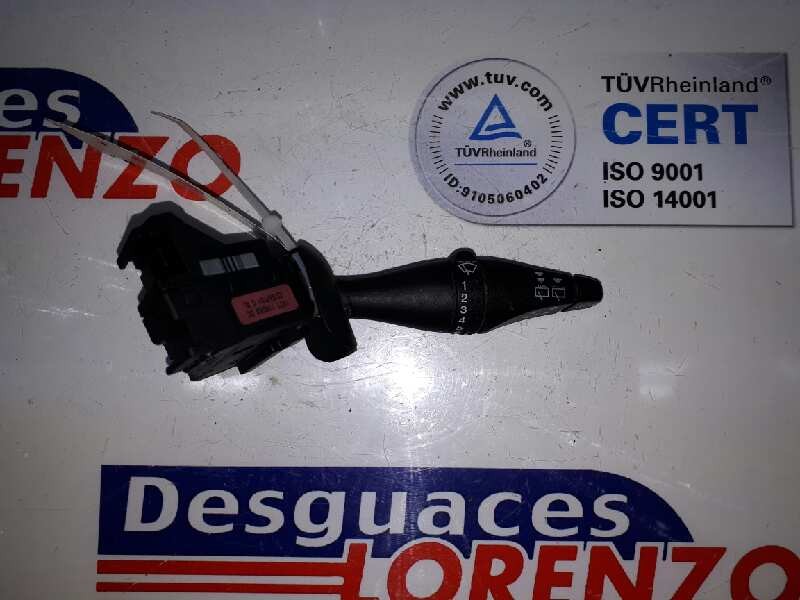 es
ENZO
www.tuv.com
TÜVRheinland
®
ID:9105060402
TÜVRheinland®
CERT
ISO 9001
ISO 14001
1
2
3
4
Desguaces
LORENZO